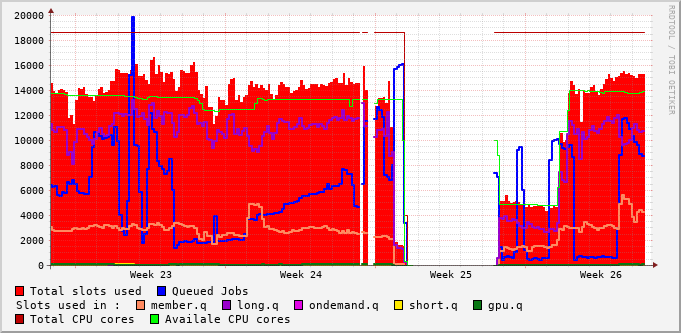 20000
18000
16000
14000
12000
10000
8000
6000
4000
2000
0
Week 23 Week 24 Week 25 Week 26
RRDTOOL / TOBI OETIKER
Total slots used Queued Jobs
Slots used in : member.q long.q ondemand.q short.q gpu.q
Total CPU cores Availale CPU cores